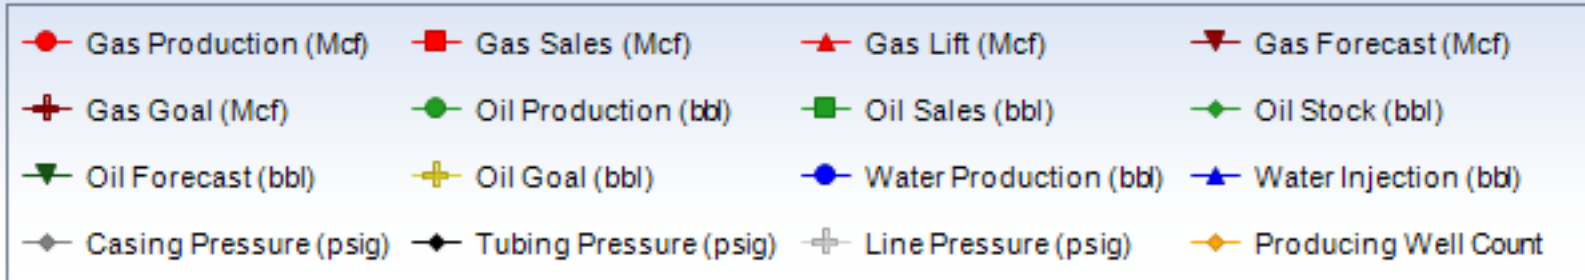 Gas Production (Mcf) Gas Sales (Mcf) Gas Lift (Mcf) Gas Forecast (Mcf)
Gas Goal (Mcf) Oil Production (bbl) Oil Sales (bbl) Oil Stock (bbl)
Oil Forecast (bbl) Oil Goal (bbl) Water Production (bbl) Water Injection (bbl)
Casing Pressure (psig) Tubing Pressure (psig) Line Pressure (psig) Producing Well Count